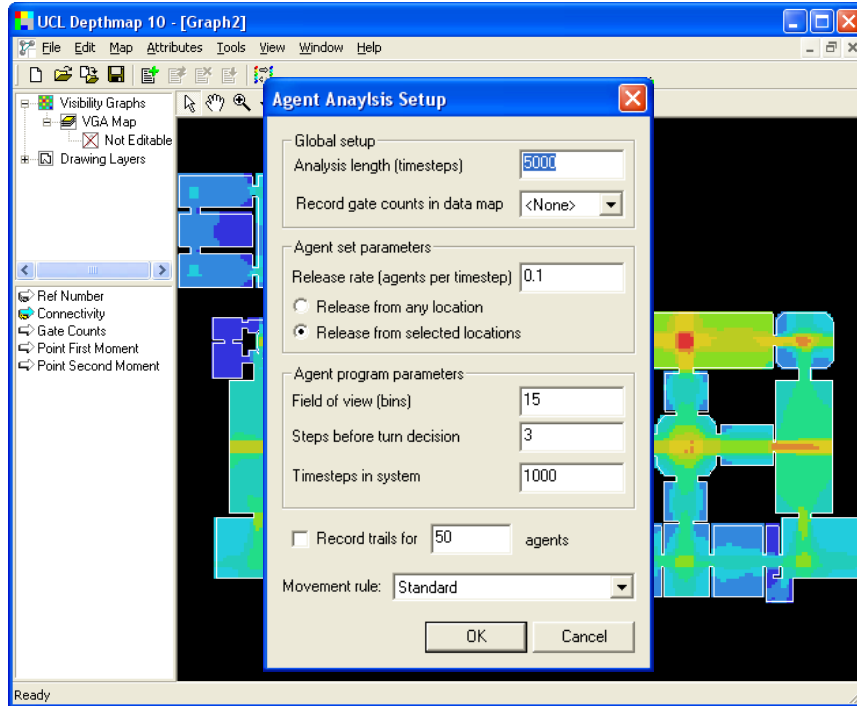 UCL Depthmap 10 - [Graph2]
File Edit Map Attributes Tools View Window Help
Visibility Graphs
VGA Map
Not Editable
Drawing Layers
Ref Number
Connectivity
Gate Counts
Point First Moment
Point Second Moment
Agent Anaylsis Setup
Global setup
Analysis length (timesteps) 5000
Record gate counts in data map <None>
Agent set parameters
Release rate (agents per timestep) 0.1
Release from any location
Release from selected locations
Agent program parameters
Field of view (bins) 15
Steps before turn decision 3
Timesteps in system 1000
Record trails for 50 agents
Movement rule: Standard
OK Cancel
Ready